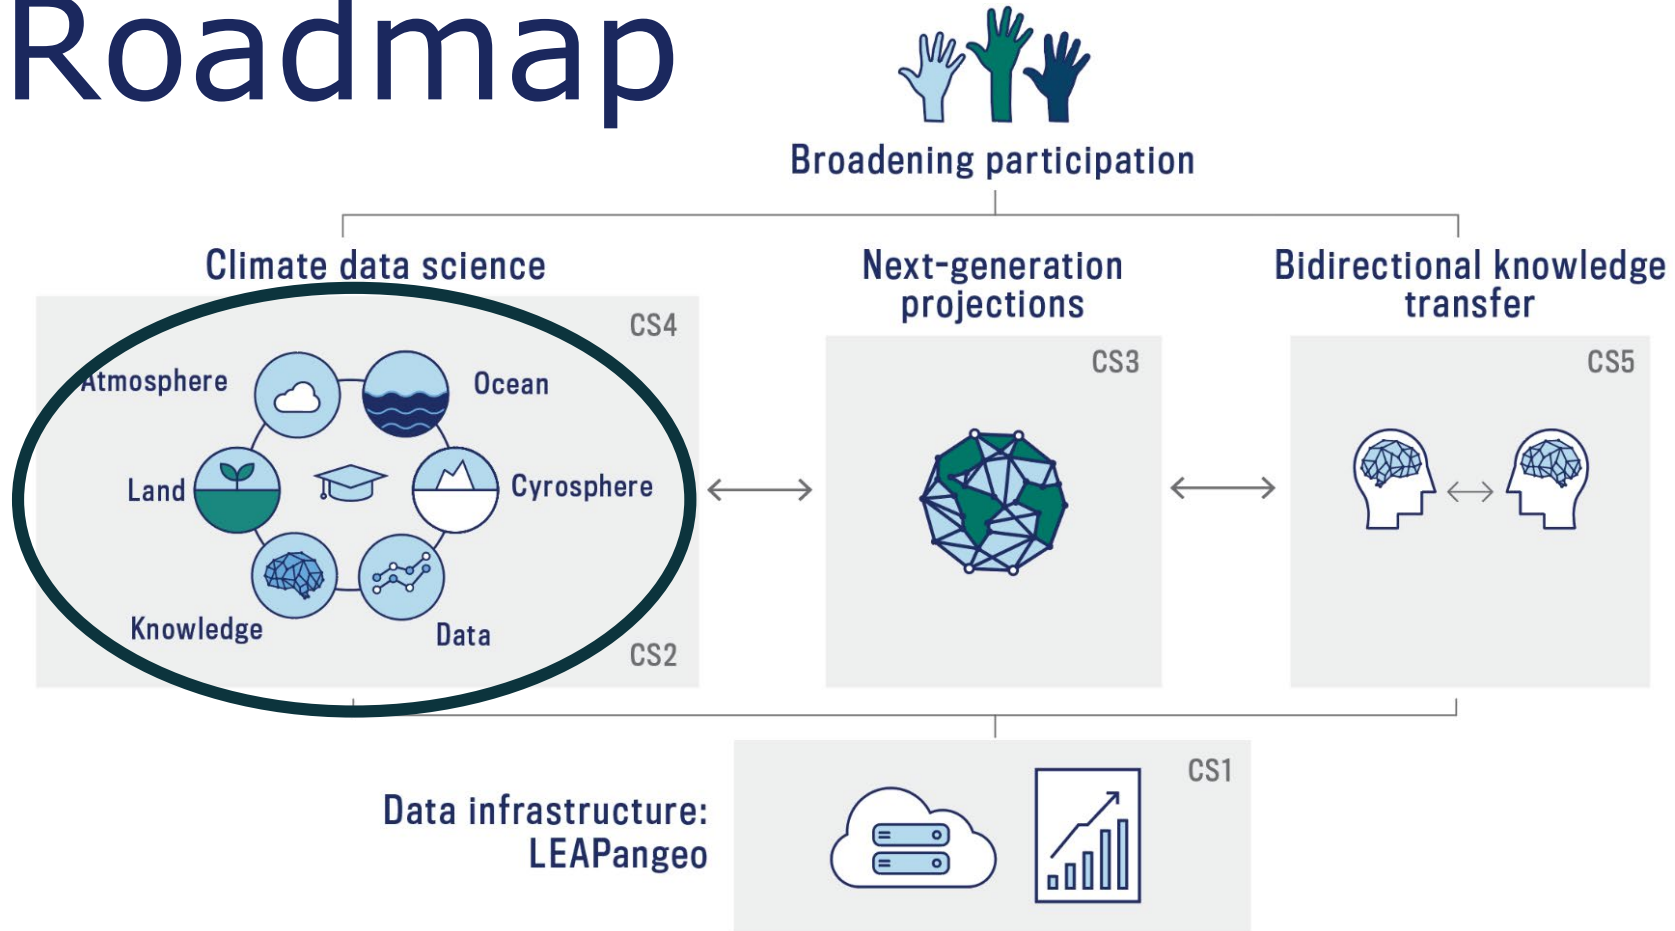 Roadmap
Broadening participation
Climate data science
CS4
Atmosphere
Ocean
Land
Cyrosphere
Knowledge
Data
CS2
Next-generation
projections
CS3
Bidirectional knowledge
transfer
CS5
Data infrastructure:
LEAPangeo
CS1